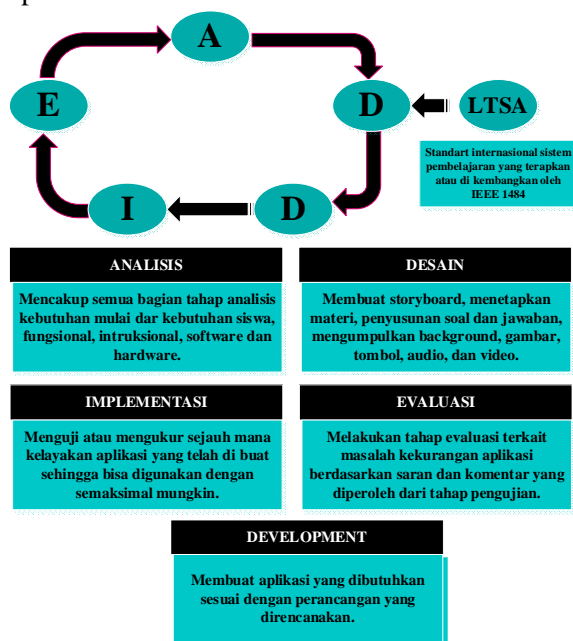 A
E
D
LTSA
Standart internasional sistem
pembelajaran yang terapkan
atau di kembangkan oleh
IEEE 1484
I
D
ANALISIS
Mencakup semua bagian tahap analisis
kebutuhan mulai dar kebutuhan siswa,
fungsional, intruksional, software dan
hardware.
DESAIN
Membuat storyboard, menetapkan
materi, penyusunan soal dan jawaban,
mengumpulkan background, gambar,
tombol, audio, dan video.
IMPLEMENTASI
Menguji atau mengukur sejauh mana
kelayakan aplikasi yang telah di buat
sehingga bisa digunakan dengan
semaksimal mungkin.
EVALUASI
Melakukan tahap evaluasi terkait
masalah kekurangan aplikasi
berdasarkan saran dan komentar yang
diperoleh dari tahap pengujian.
DEVELOPMENT
Membuat aplikasi yang dibutuhkan
sesuai dengan perancangan yang
direncanakan.